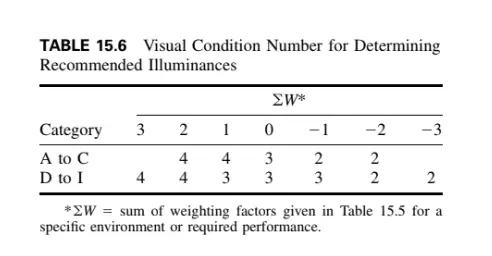 TABLE 15.6 Visual Condition Number for Determining
Recommended Illuminances
ΣW*
Category 3 2 1 0 −1 −2 −3
A to C 4 4 3 2 2
D to I 4 4 3 3 3 2 2
*ΣW = sum of weighting factors given in Table 15.5 for a
specific environment or required performance.